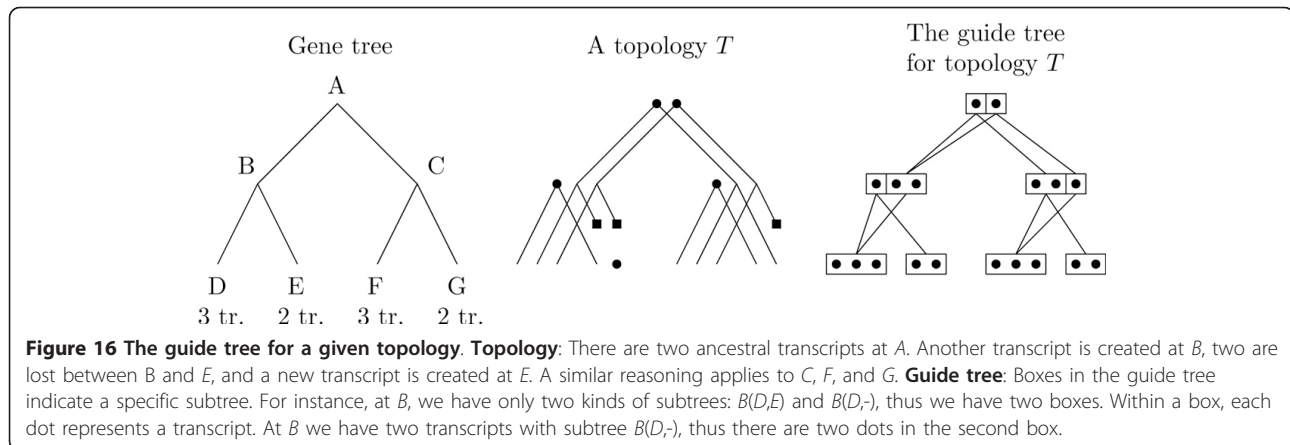 Gene tree
A topology T
The guide tree
for topology T
A
B
C
D
E
F
G
3 tr.
2 tr.
3 tr.
2 tr.
Figure 16 The guide tree for a given topology. Topology: There are two ancestral transcripts at A. Another transcript is created at B, two are
lost between B and E, and a new transcript is created at E. A similar reasoning applies to C, F, and G. Guide tree: Boxes in the guide tree
indicate a specific subtree. For instance, at B, we have only two kinds of subtrees: B(D,E) and B(D,-), thus we have two boxes. Within a box, each
dot represents a transcript. At B we have two transcripts with subtree B(D,-), thus there are two dots in the second box.